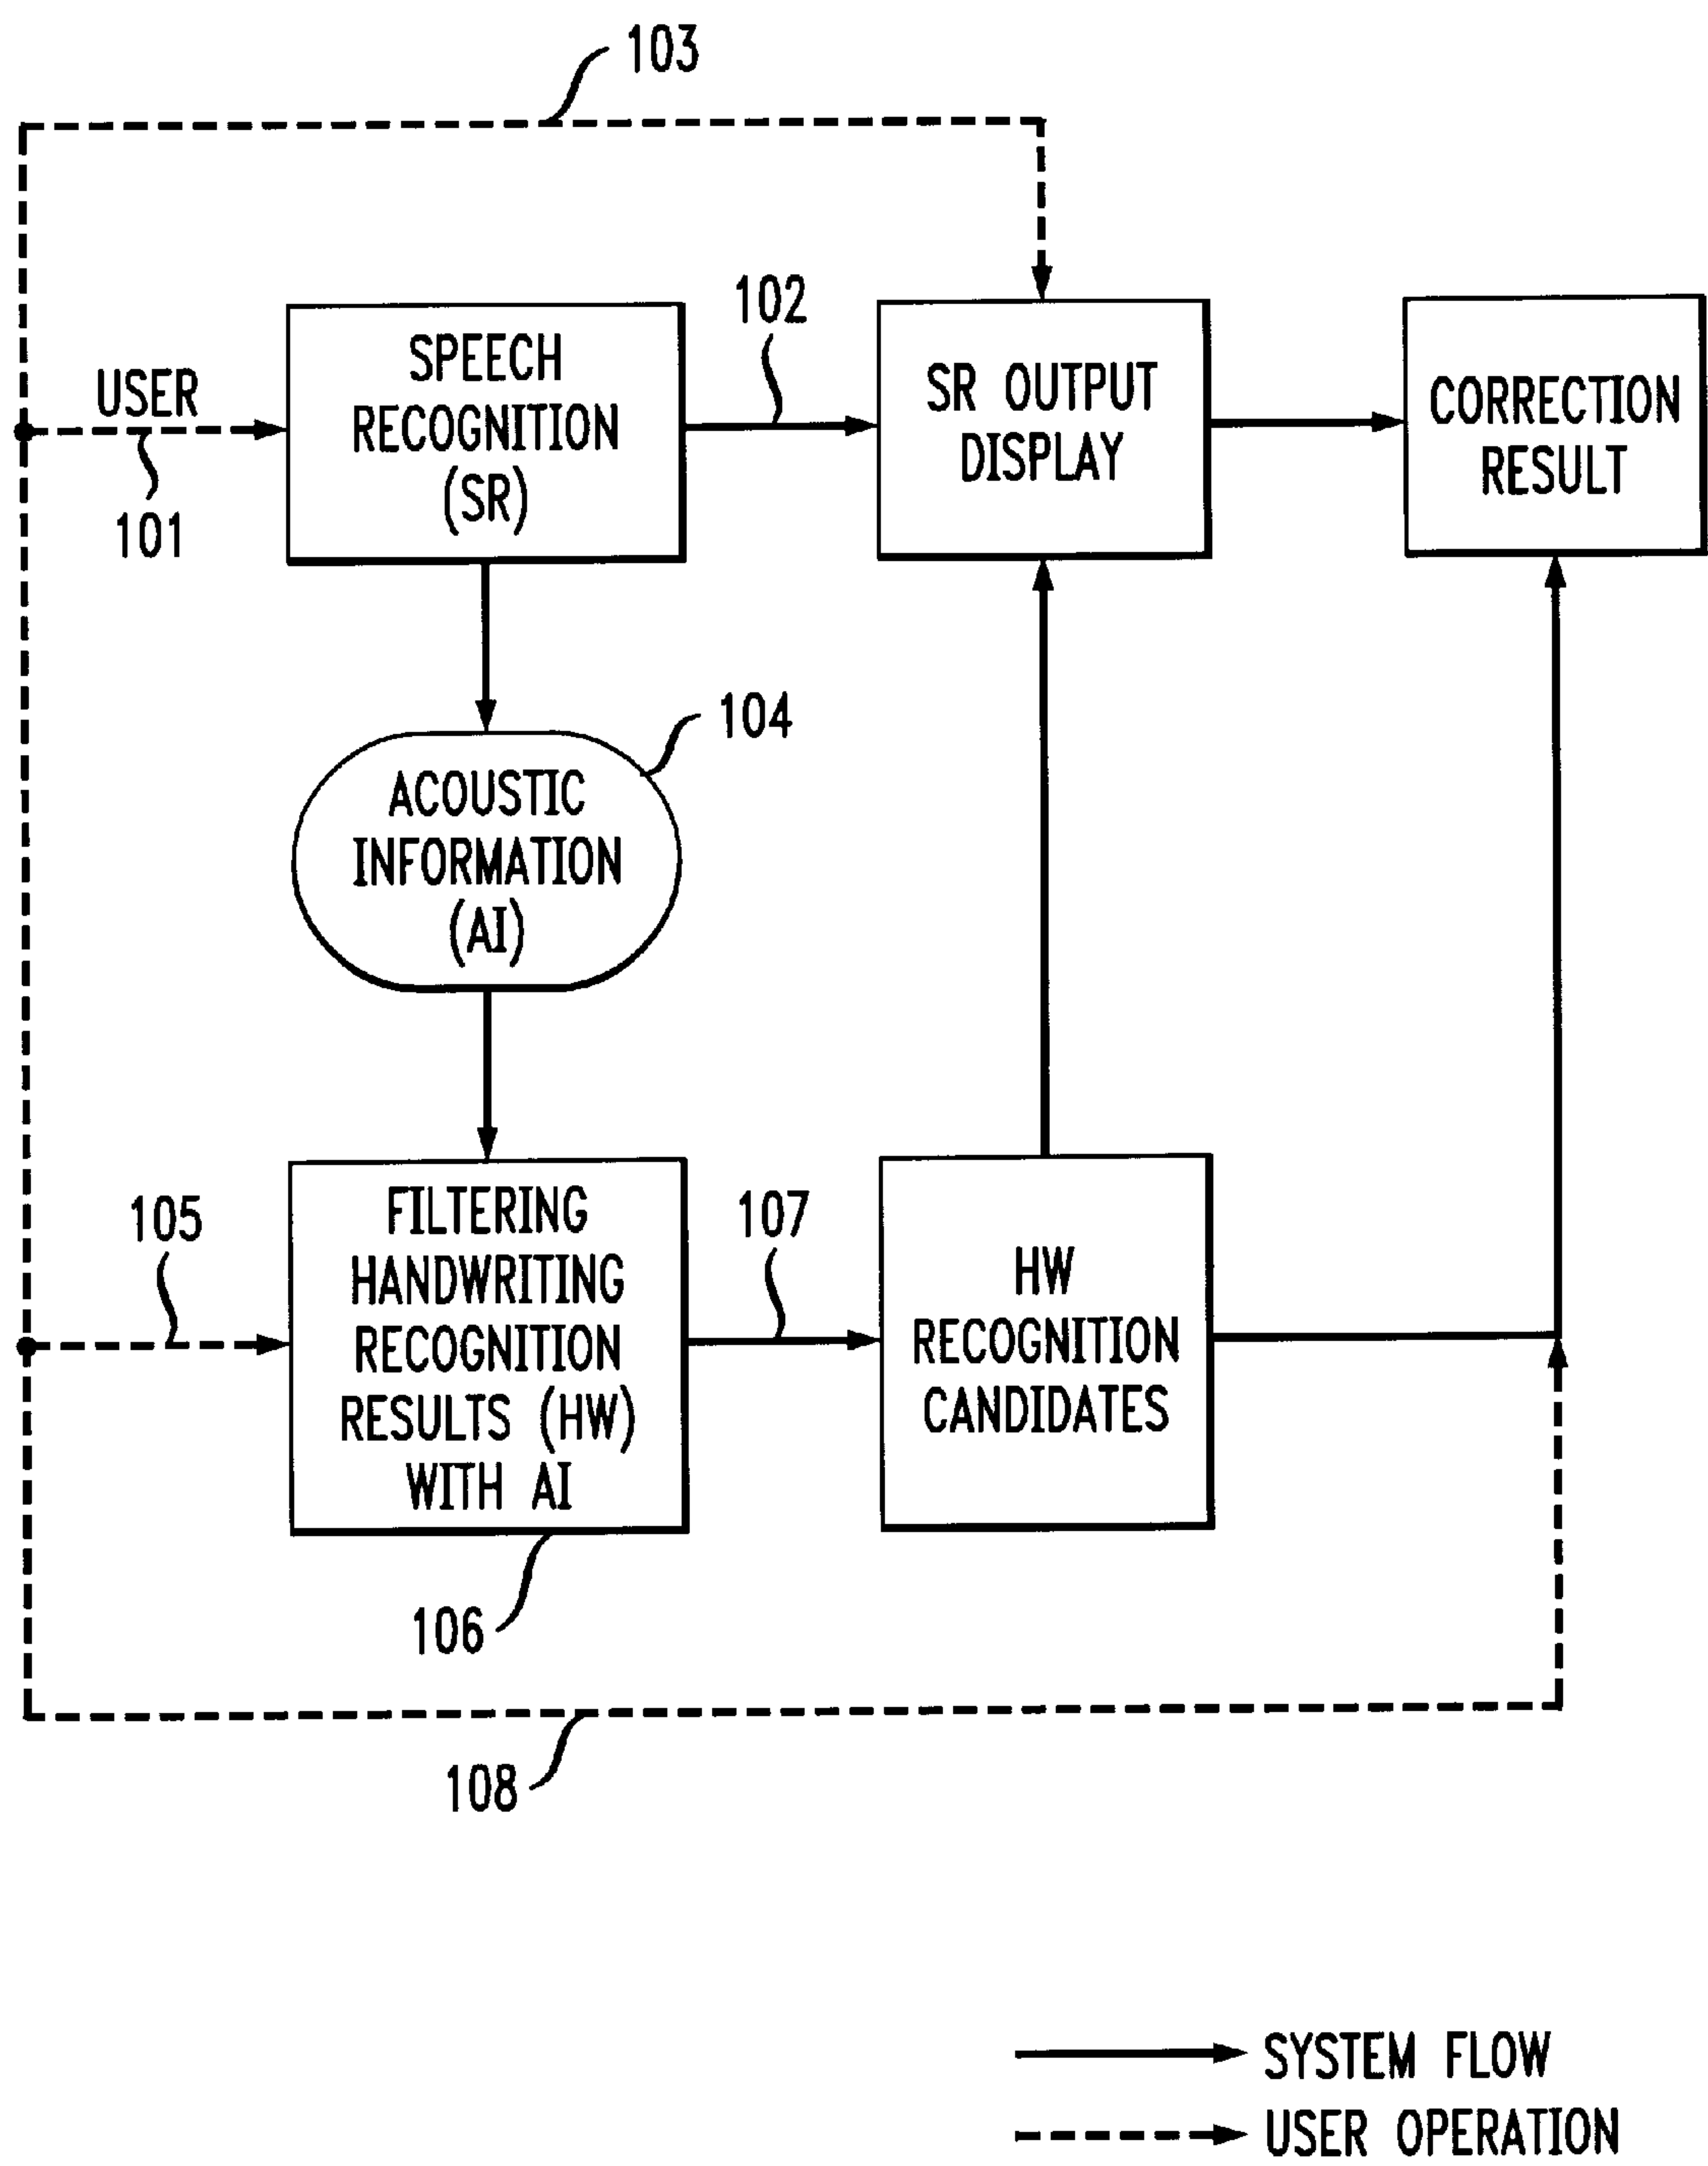 103
102
USER
101
SPEECH
RECOGNITION
(SR)
SR OUTPUT
DISPLAY
CORRECTION
RESULT
104
ACOUSTIC
INFORMATION
(AI)
105
FILTERING
HANDWRITING
RECOGNITION
RESULTS (HW)
WITH AI
107
HW
RECOGNITION
CANDIDATES
106
108
SYSTEM FLOW
USER OPERATION